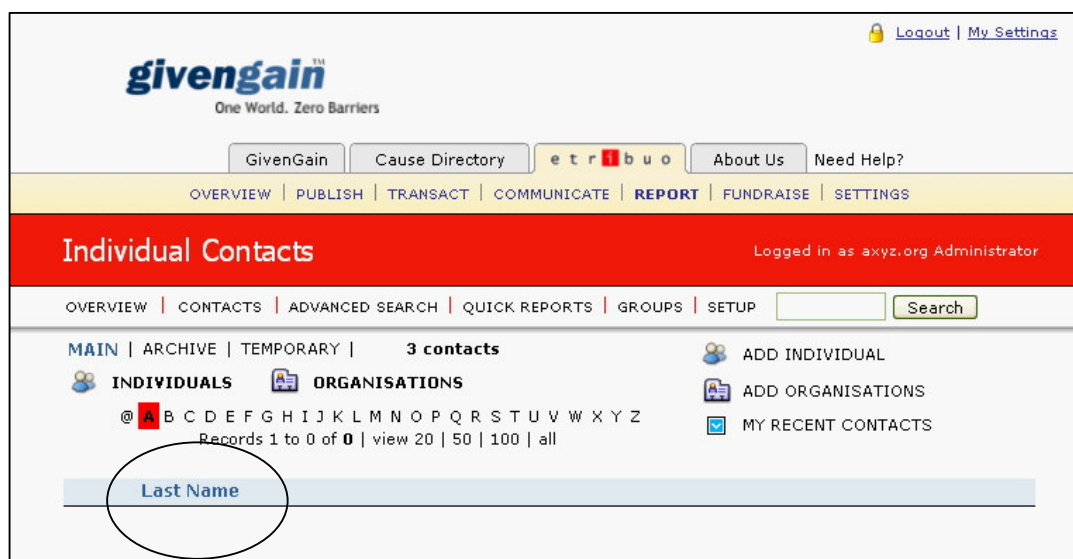 Logout | My Settings
givengain™
One World. Zero Barriers
GivenGain Cause Directory etribuo About Us Need Help?
OVERVIEW | PUBLISH | TRANSACT | COMMUNICATE | REPORT | FUNDRAISE | SETTINGS
Individual Contacts Logged in as axyz.org Administrator
OVERVIEW | CONTACTS | ADVANCED SEARCH | QUICK REPORTS | GROUPS | SETUP Search
MAIN | ARCHIVE | TEMPORARY | 3 contacts
ADD INDIVIDUAL
INDIVIDUALS ORGANISATIONS
ADD ORGANISATIONS
@ A B C D E F G H I J K L M N O P Q R S T U V W X Y Z
MY RECENT CONTACTS
Records 1 to 0 of 0 | view 20 | 50 | 100 | all
Last Name